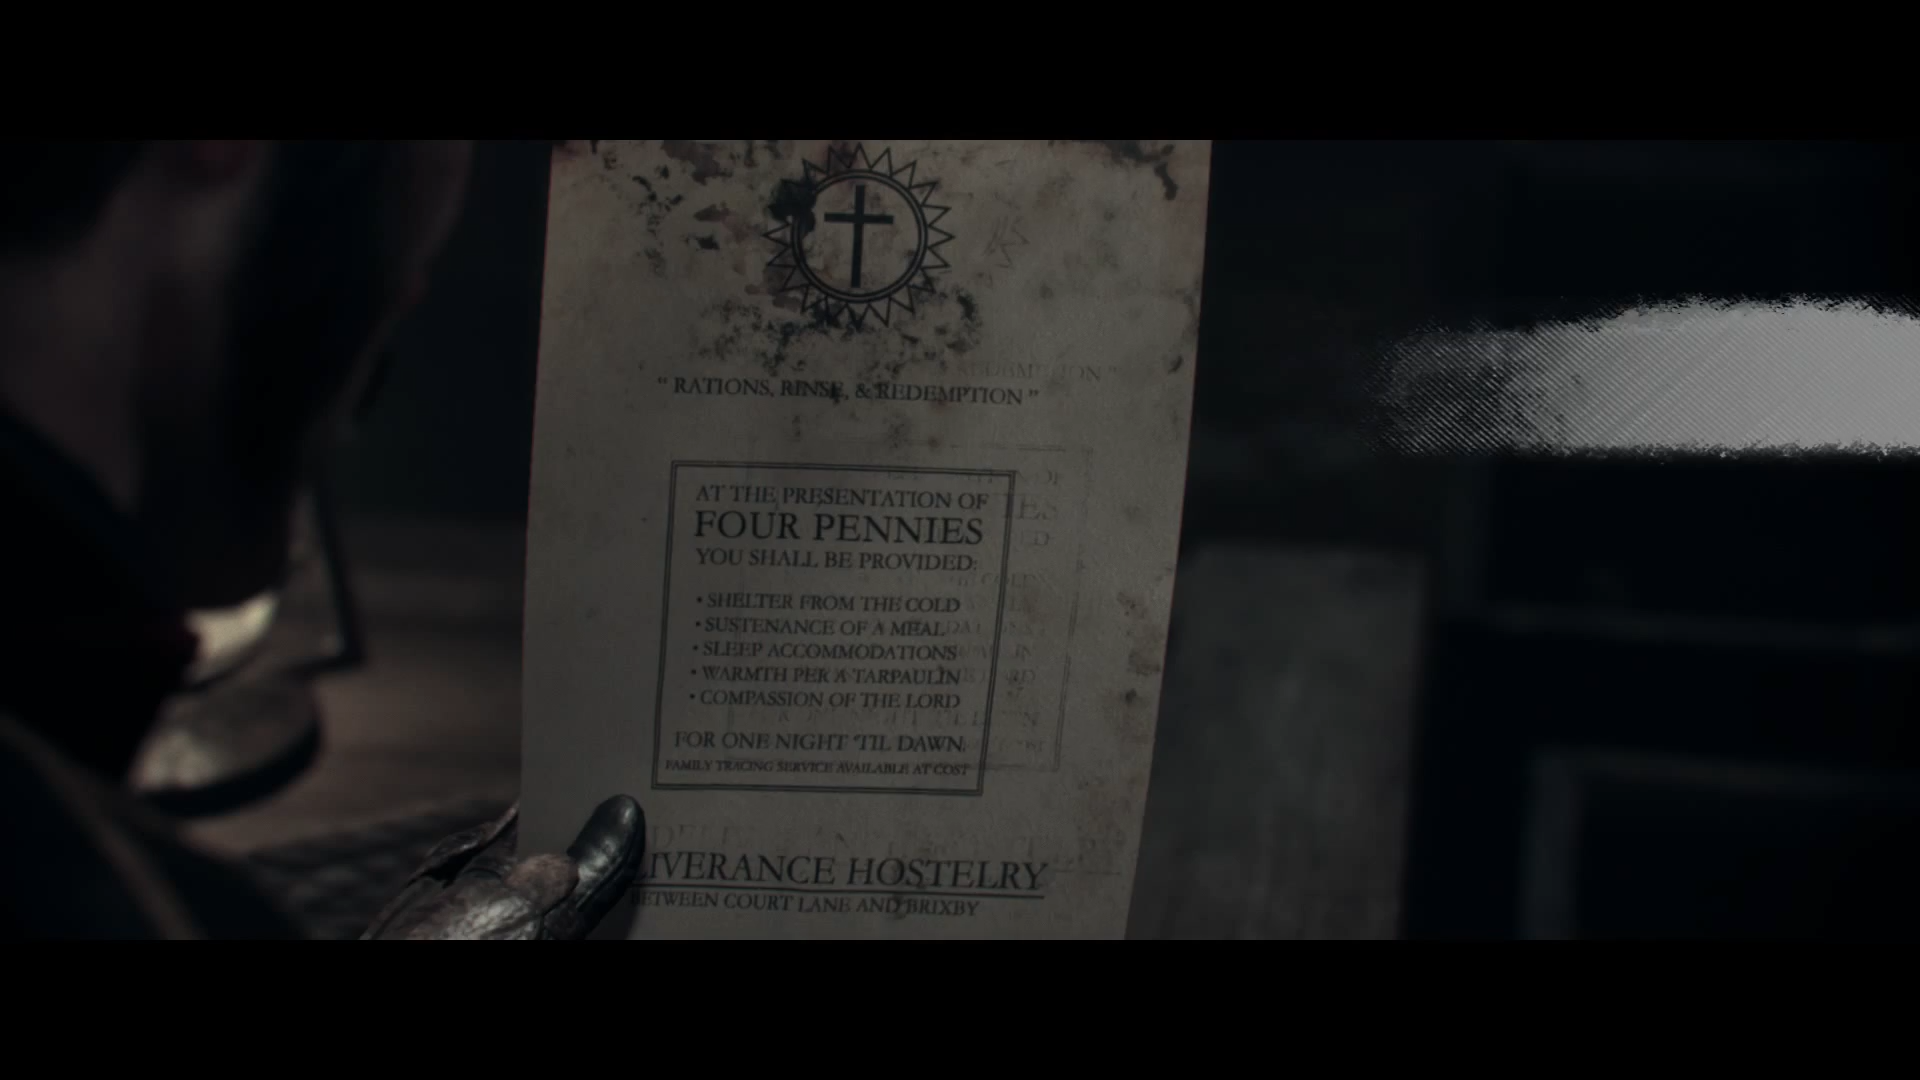 " RATIONS, RINSE, & REDEMPTION "
AT THE PRESENTATION OF
FOUR PENNIES
YOU SHALL BE PROVIDED:
• SHELTER FROM THE COLD
• SUSTENANCE OF A MEAL
• SLEEP ACCOMMODATIONS
• WARMTH PER A TARPAULIN
• COMPASSION OF THE LORD
FOR ONE NIGHT 'TIL DAWN
FAMILY TRACING SERVICE AVAILABLE AT COST
LIVERANCE HOSTELRY
BETWEEN COURT LANE AND BRIXBY